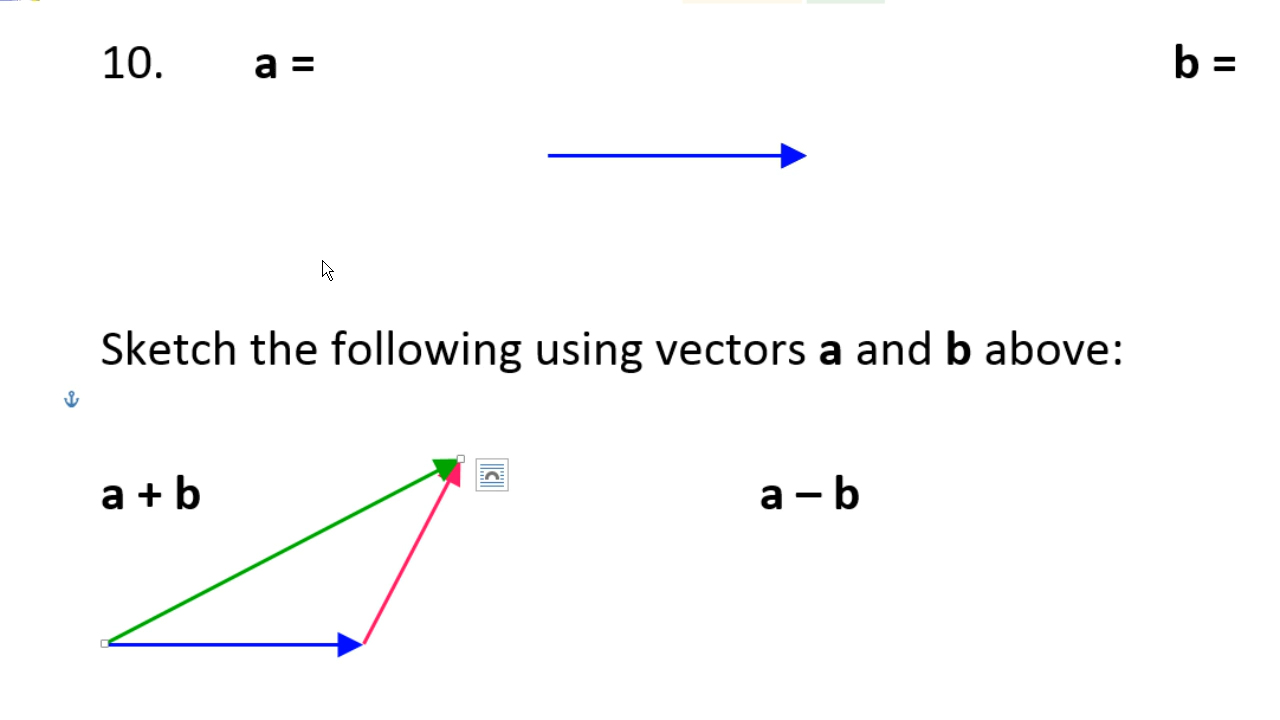 10. a = b =
Sketch the following using vectors a and b above:
a + b a – b